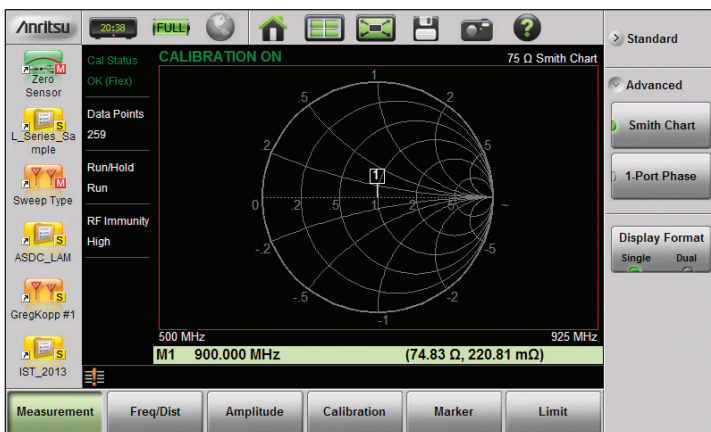 Anritsu
20:38
FULL
?
Standard
Zero
Sensor
L_Series_Sa
mple
Sweep Type
ASDC_LAM
GregKopp #1
IST_2013
M
S
M
S
S
S
Cal Status
OK (Flex)
Data Points
259
Run/Hold
Run
RF Immunity
High
CALIBRATION ON
75 Ω Smith Chart
1
.5
2
.2
5
1
0
.2
.5
1
2
5
~
-.2
-5
-.5
-2
-1
500 MHz
925 MHz
M1 900.000 MHz (74.83 Ω, 220.81 mΩ)
Advanced
Smith Chart
1-Port Phase
Display Format
Single Dual
Measurement
Freq/Dist
Amplitude
Calibration
Marker
Limit